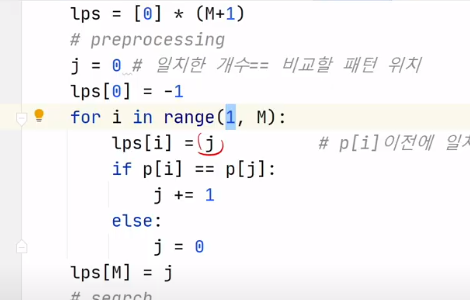 lps = [0] * (M+1)
# preprocessing
j = 0 # 일치한 개수== 비교할 패턴 위치
lps[0] = -1
for i in range(1, M):
lps[i] = j # p[i]이전에 일치
if p[i] == p[j]:
j += 1
else:
j = 0
lps[M] = j
# search